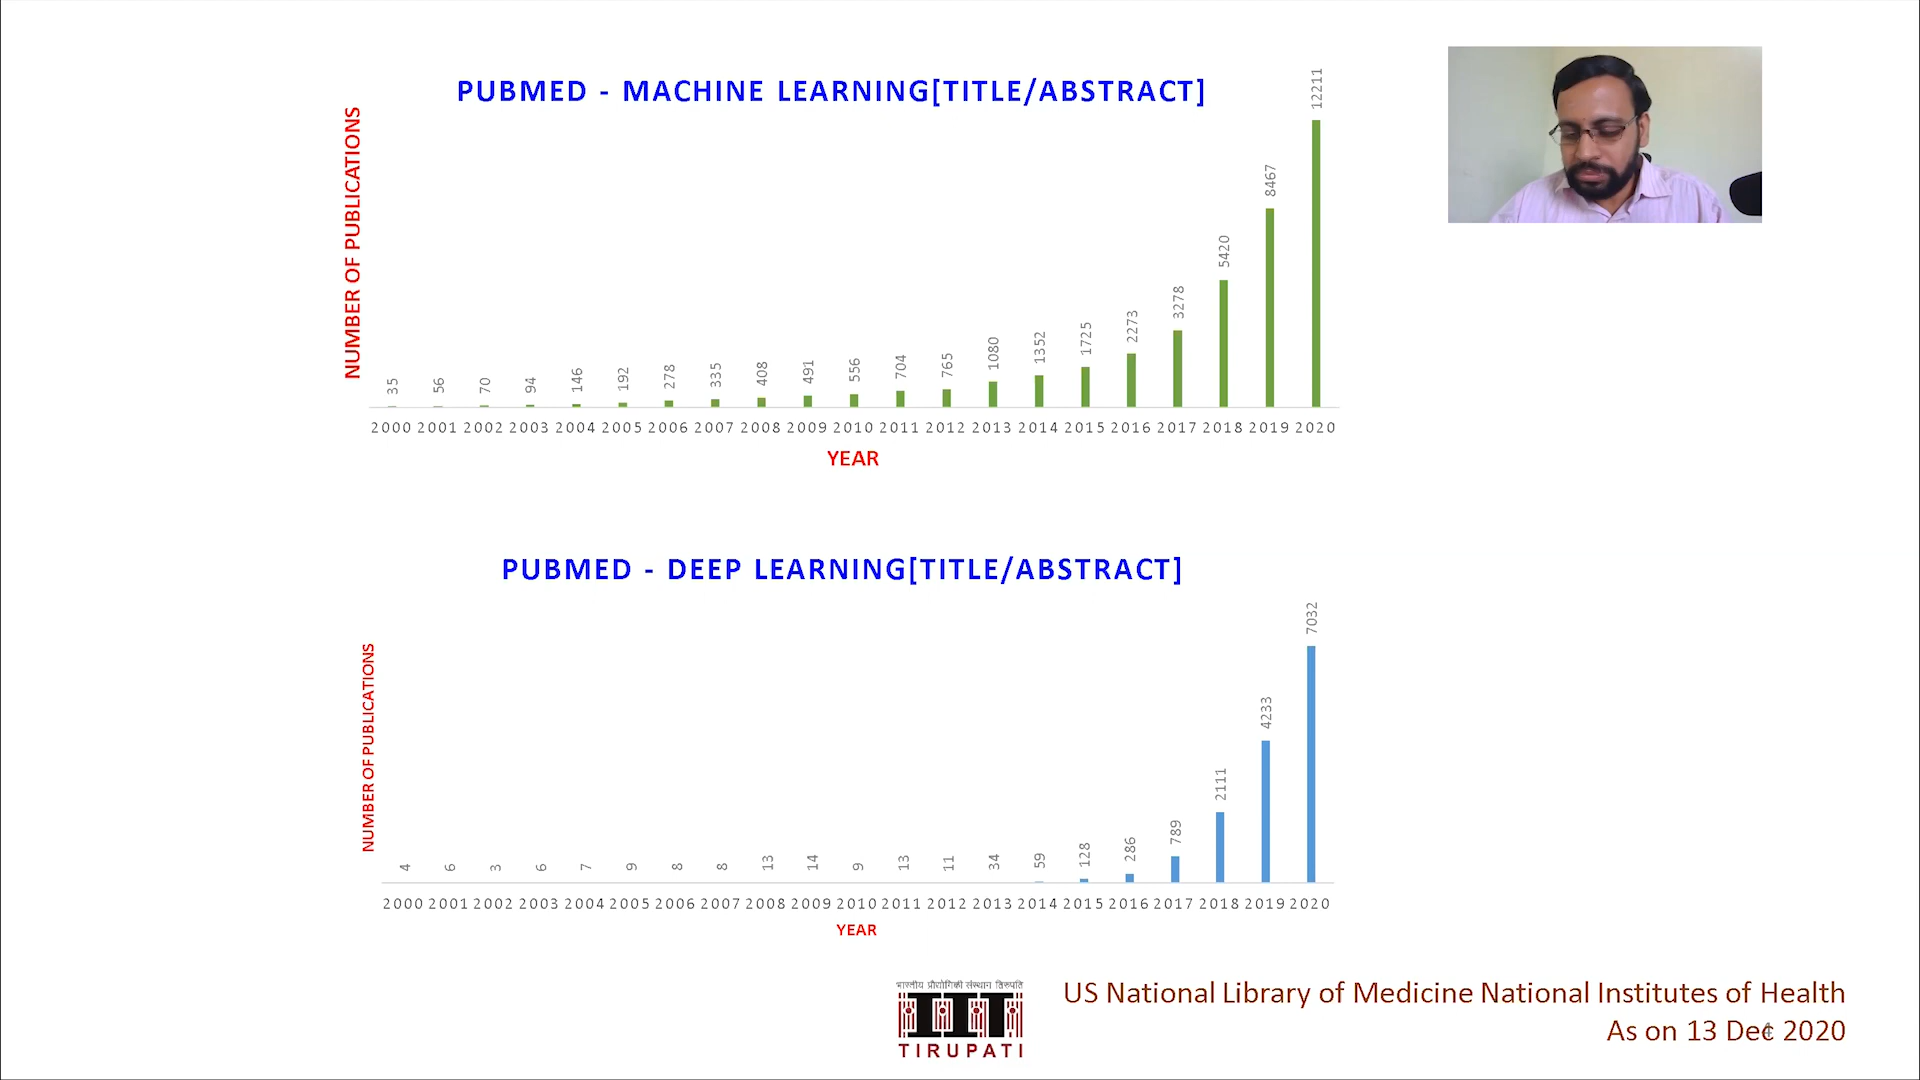 PUBMED - MACHINE LEARNING[TITLE/ABSTRACT]
NUMBER OF PUBLICATIONS
35 56 70 94 146 192 278 335 408 491 556 704 765 1080 1352 1725 2273 3278 5420 8467 12211
2000 2001 2002 2003 2004 2005 2006 2007 2008 2009 2010 2011 2012 2013 2014 2015 2016 2017 2018 2019 2020
YEAR
PUBMED - DEEP LEARNING[TITLE/ABSTRACT]
NUMBER OF PUBLICATIONS
4 6 3 6 7 9 8 8 13 14 9 13 11 34 59 128 286 789 2111 4233 7032
2000 2001 2002 2003 2004 2005 2006 2007 2008 2009 2010 2011 2012 2013 2014 2015 2016 2017 2018 2019 2020
YEAR
भारतीय प्रौद्योगिकी संस्थान तिरुपति
TIRUPATI
US National Library of Medicine National Institutes of Health
As on 13 Dec 2020
4